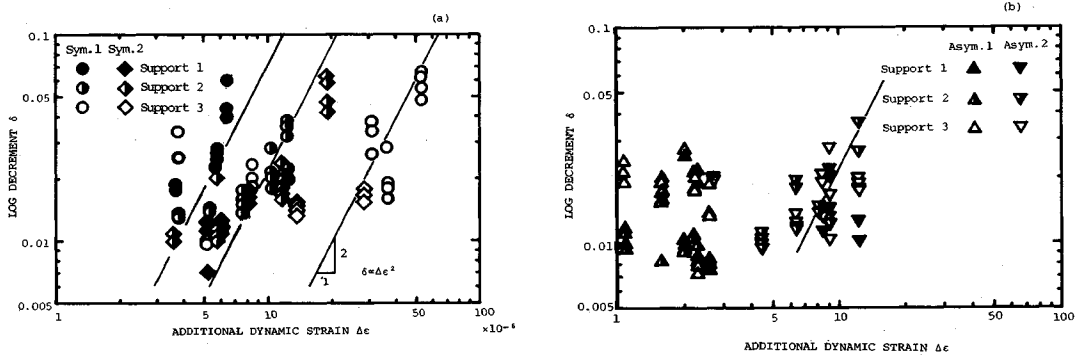 (a)
0.1
Sym.1 Sym.2
Support 1
Support 2
Support 3
0.05
LOG DECREMENT δ
0.01
0.005
2
1
δ∝Δε²
1 5 10 50 100
×10⁻⁶
ADDITIONAL DYNAMIC STRAIN Δε
(b)
0.1
Asym.1 Asym.2
Support 1
Support 2
Support 3
0.05
LOG DECREMENT δ
0.01
0.005
1 5 10 50 100
ADDITIONAL DYNAMIC STRAIN Δε